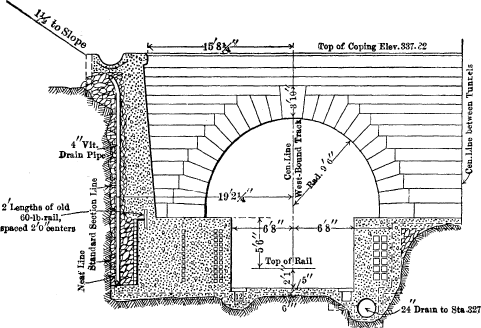 1½ to Slope
15'8¾"
Top of Coping Elev. 337.22
3'10"
Cen. Line between Tunnels
4" Vit.
Drain Pipe
Cen. Line
West-Bound Track
Rad. 9'6"
19'2¼"
2' Lengths of old
60-lb. rail,
spaced 2'0" centers
Neat Line
Standard Section Line
6'8"
6'8"
5'6"
Top of Rail
2'1"
5"
6"
24" Drain to Sta. 327